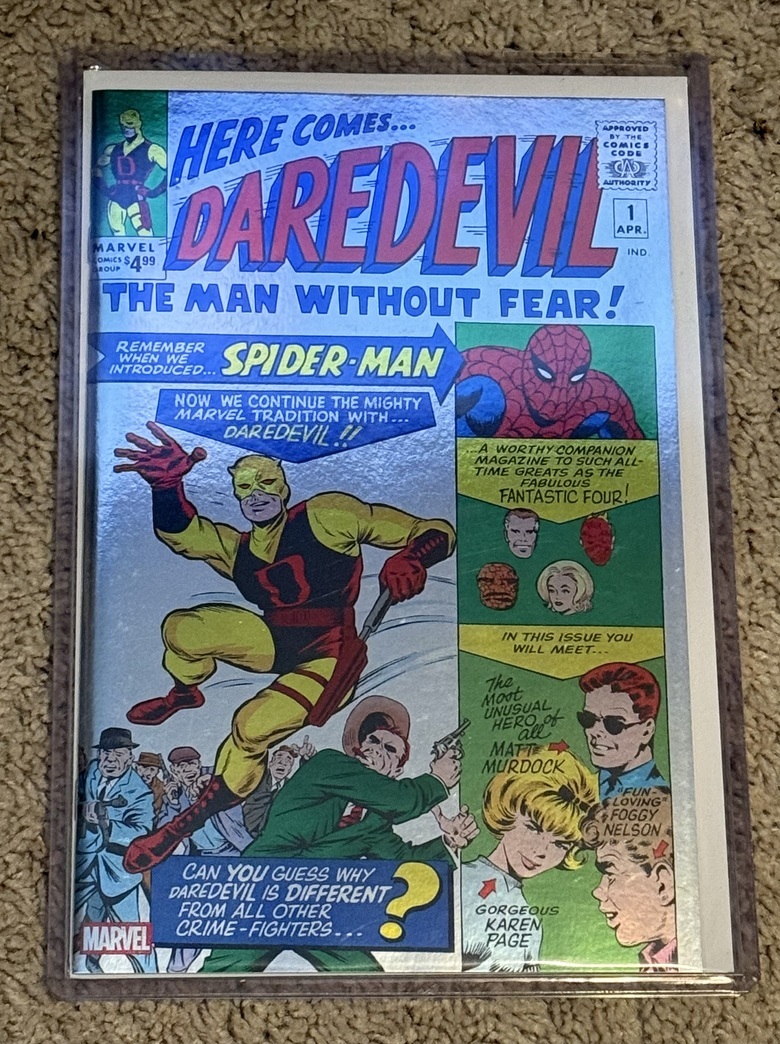 HERE COMES...
DAREDEVIL
APPROVED
BY THE
COMICS
CODE
CA
AUTHORITY
1
APR.
IND.
D
MARVEL
COMICS
GROUP
$4.99
THE MAN WITHOUT FEAR!
REMEMBER
WHEN WE
INTRODUCED...
SPIDER-MAN
NOW WE CONTINUE THE MIGHTY
MARVEL TRADITION WITH...
DAREDEVIL!!
...A WORTHY COMPANION
MAGAZINE TO SUCH ALL-
TIME GREATS AS THE
FABULOUS
FANTASTIC FOUR!
D
IN THIS ISSUE YOU
WILL MEET...
The
Most
UNUSUAL
HERO of
all
MATT
MURDOCK
"FUN-
LOVING"
FOGGY
NELSON
GORGEOUS
KAREN
PAGE
CAN YOU GUESS WHY
DAREDEVIL IS DIFFERENT
FROM ALL OTHER
CRIME-FIGHTERS...
?
MARVEL